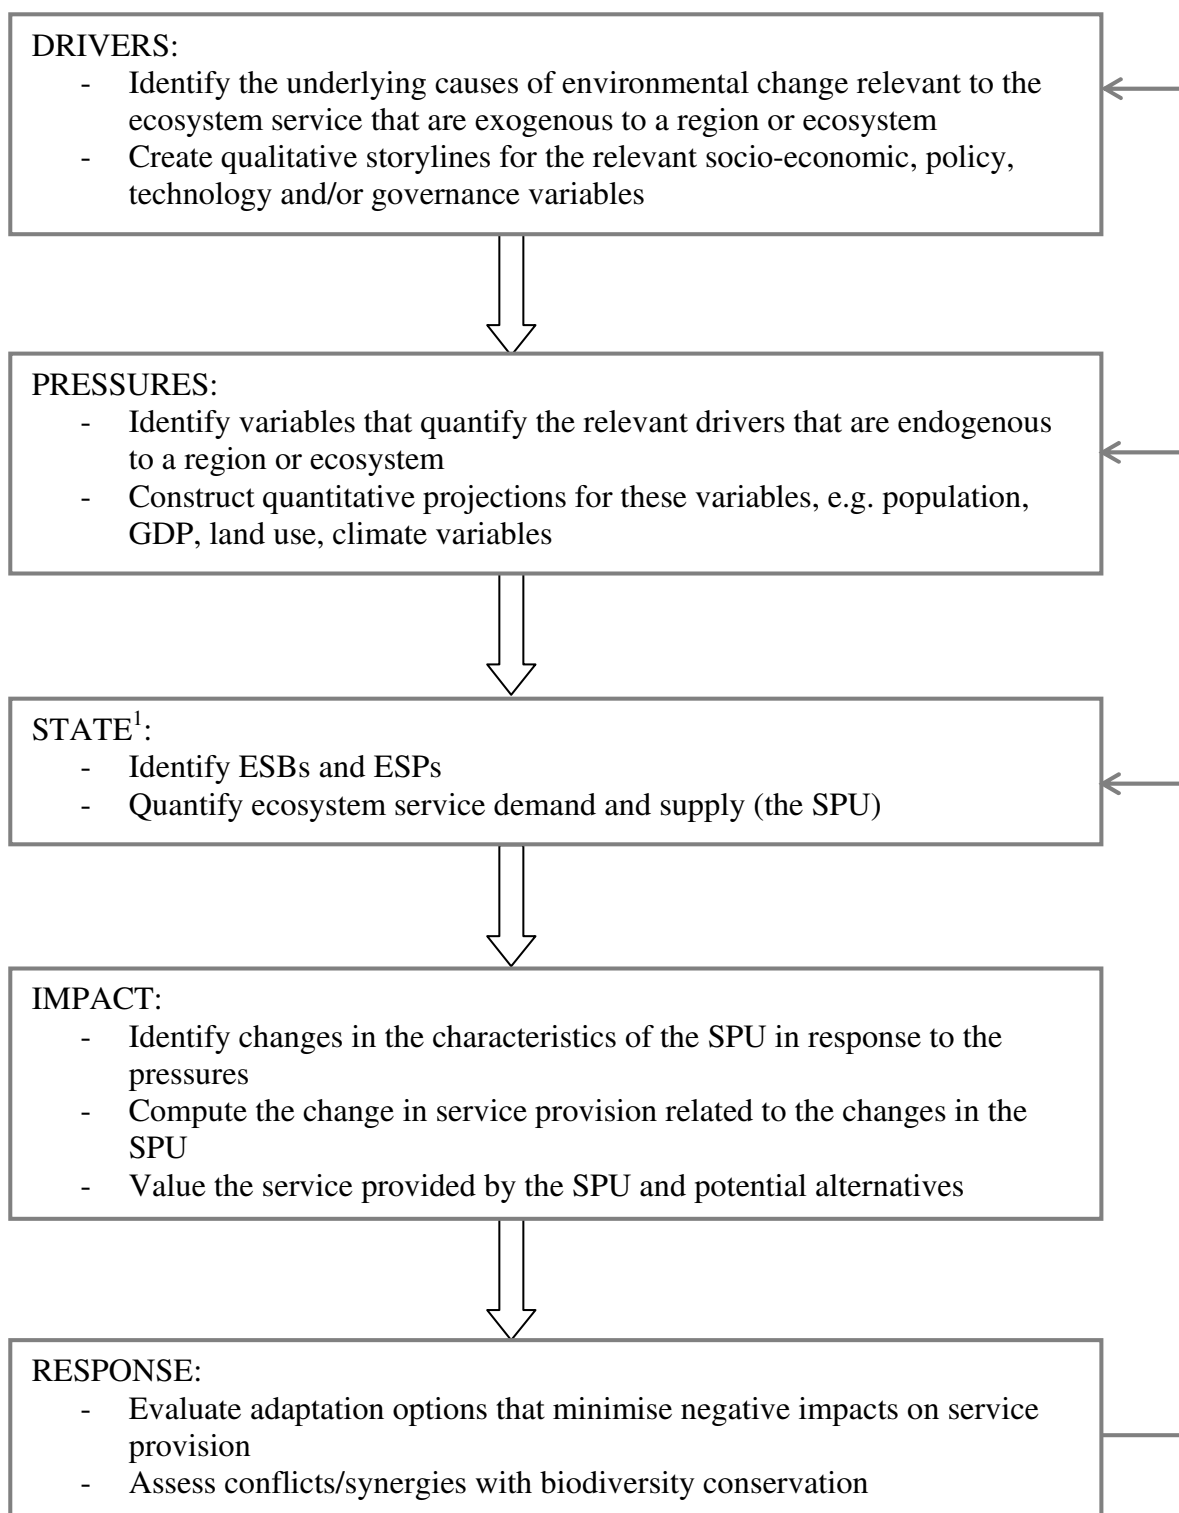 DRIVERS:
- Identify the underlying causes of environmental change relevant to the
ecosystem service that are exogenous to a region or ecosystem
- Create qualitative storylines for the relevant socio-economic, policy,
technology and/or governance variables
PRESSURES:
- Identify variables that quantify the relevant drivers that are endogenous
to a region or ecosystem
- Construct quantitative projections for these variables, e.g. population,
GDP, land use, climate variables
STATE¹:
- Identify ESBs and ESPs
- Quantify ecosystem service demand and supply (the SPU)
IMPACT:
- Identify changes in the characteristics of the SPU in response to the
pressures
- Compute the change in service provision related to the changes in the
SPU
- Value the service provided by the SPU and potential alternatives
RESPONSE:
- Evaluate adaptation options that minimise negative impacts on service
provision
- Assess conflicts/synergies with biodiversity conservation